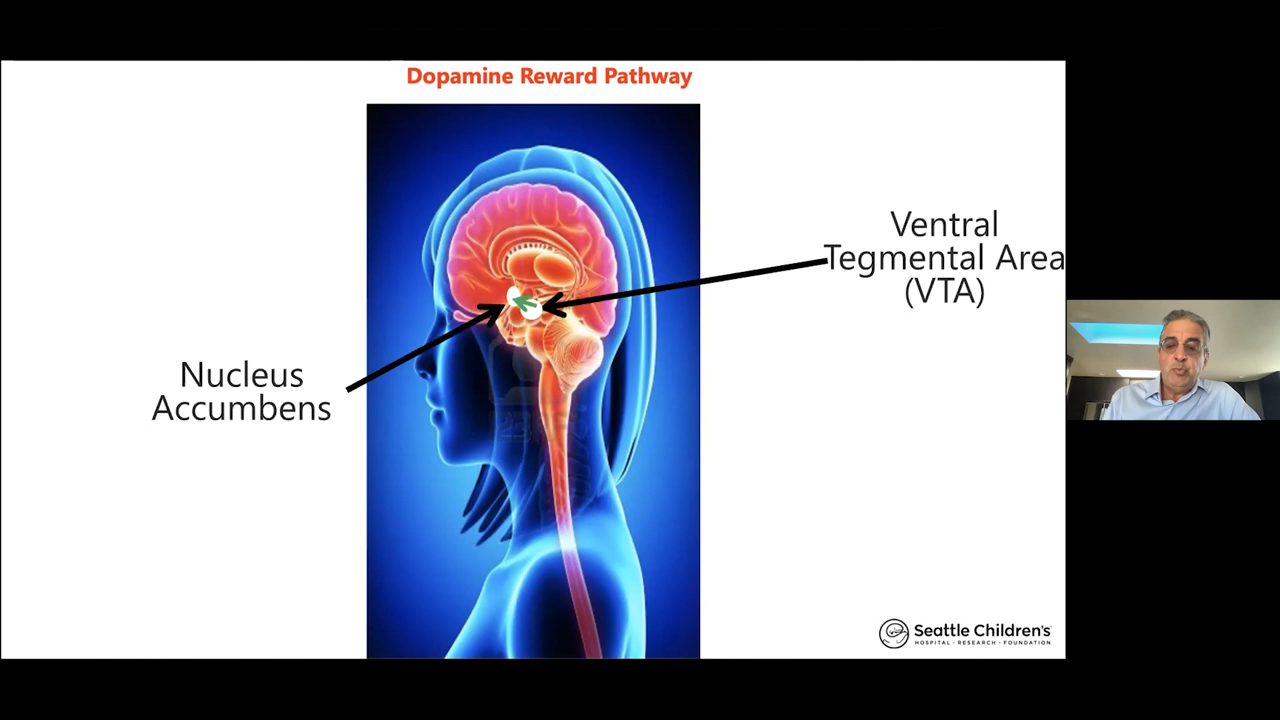 Dopamine Reward Pathway
Ventral
Tegmental Area
(VTA)
Nucleus
Accumbens
Seattle Children's
HOSPITAL · RESEARCH · FOUNDATION